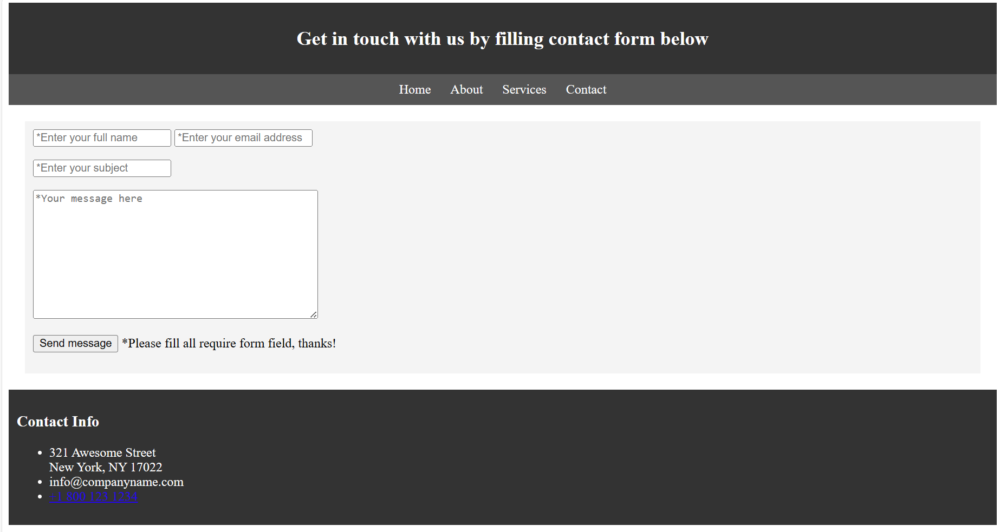 Get in touch with us by filling contact form below
Home About Services Contact
*Enter your full name *Enter your email address
*Enter your subject
*Your message here
Send message *Please fill all require form field, thanks!
Contact Info
321 Awesome Street
New York, NY 17022
info@companyname.com
+1 800 123 1234